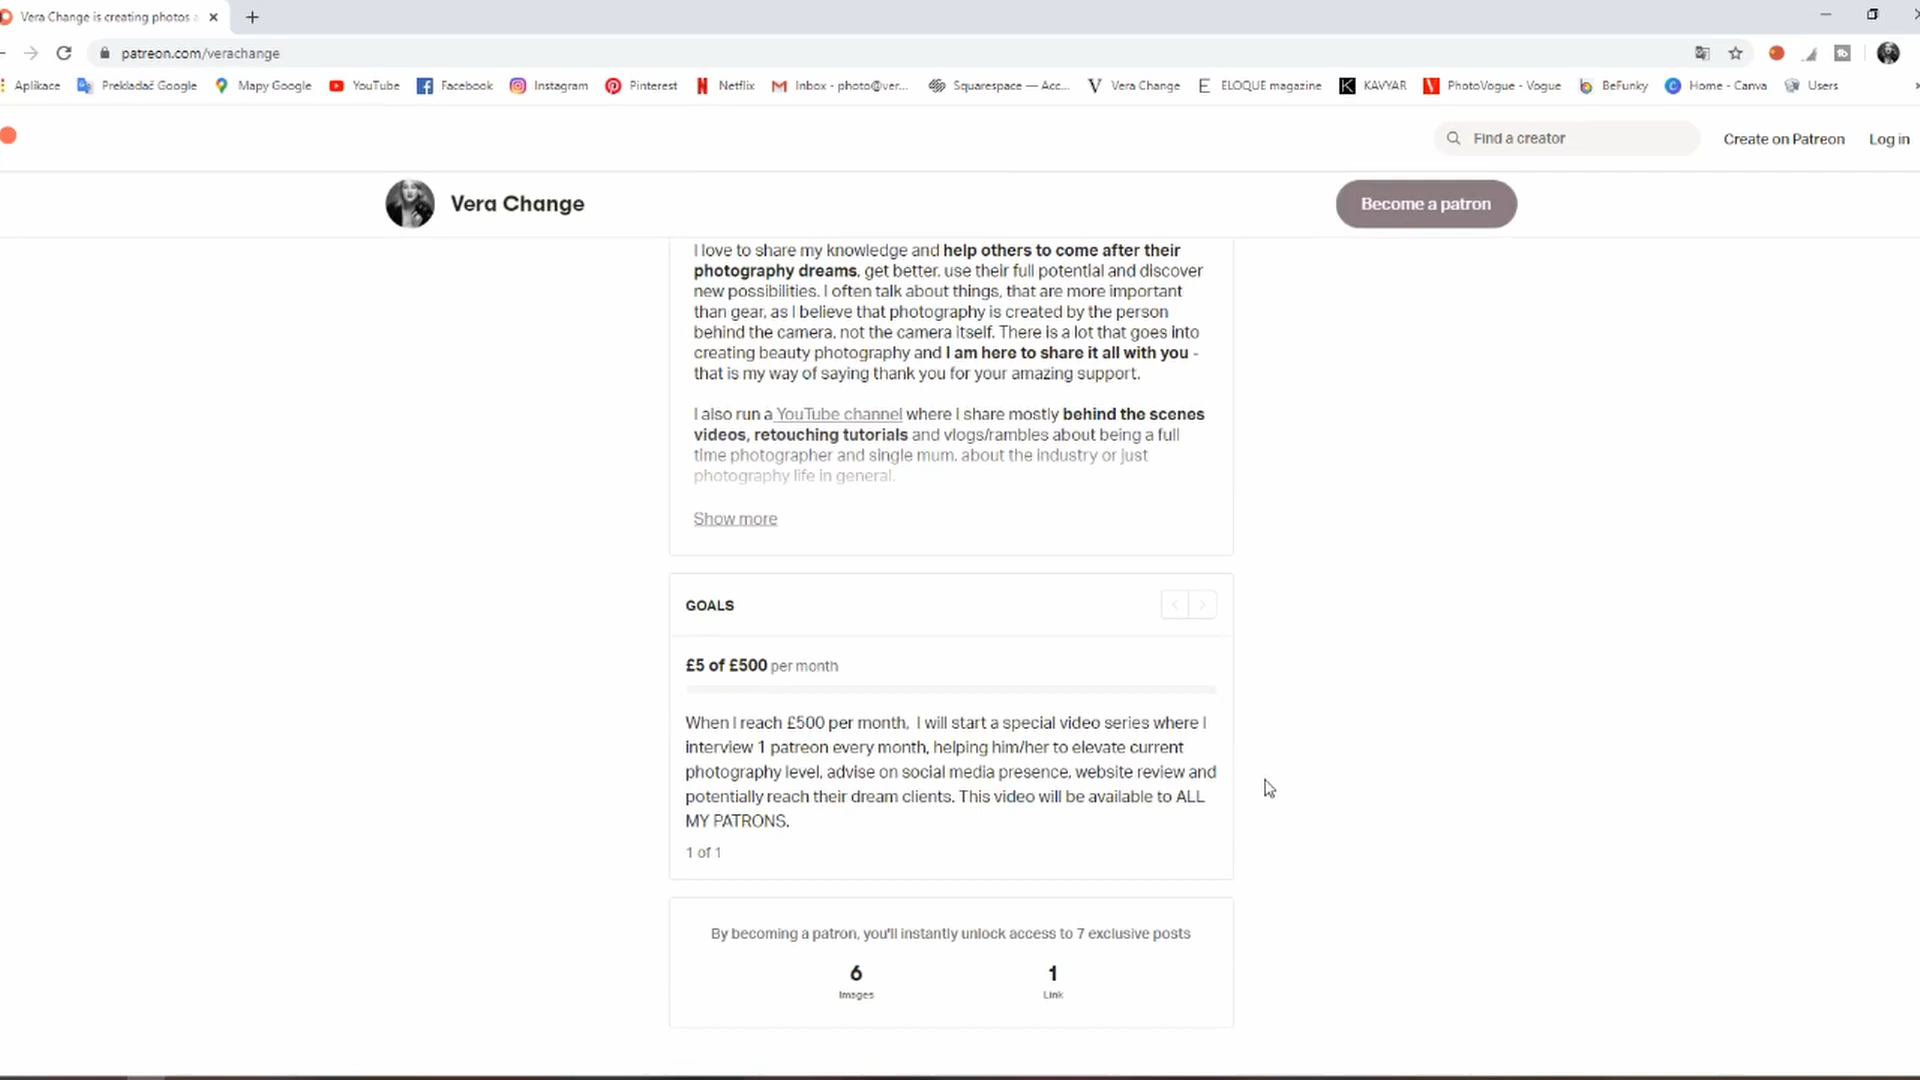 Vera Change is creating photos
patreon.com/verachange
Aplikace Prekladač Google Mapy Google YouTube Facebook Instagram Pinterest Netflix Inbox - photo@ver... Squarespace — Acc... Vera Change ELOQUE magazine KAVYAR PhotoVogue - Vogue BeFunky Home - Canva Users
Find a creator Create on Patreon Log in
Vera Change Become a patron
I love to share my knowledge and help others to come after their
photography dreams, get better, use their full potential and discover
new possibilities. I often talk about things, that are more important
than gear, as I believe that photography is created by the person
behind the camera, not the camera itself. There is a lot that goes into
creating beauty photography and I am here to share it all with you -
that is my way of saying thank you for your amazing support.
I also run a YouTube channel where I share mostly behind the scenes
videos, retouching tutorials and vlogs/rambles about being a full
time photographer and single mum, about the industry or just
photography life in general.
Show more
GOALS
£5 of £500 per month
When I reach £500 per month, I will start a special video series where I
interview 1 patreon every month, helping him/her to elevate current
photography level, advise on social media presence, website review and
potentially reach their dream clients. This video will be available to ALL
MY PATRONS.
1 of 1
By becoming a patron, you'll instantly unlock access to 7 exclusive posts
6 1
Images Link